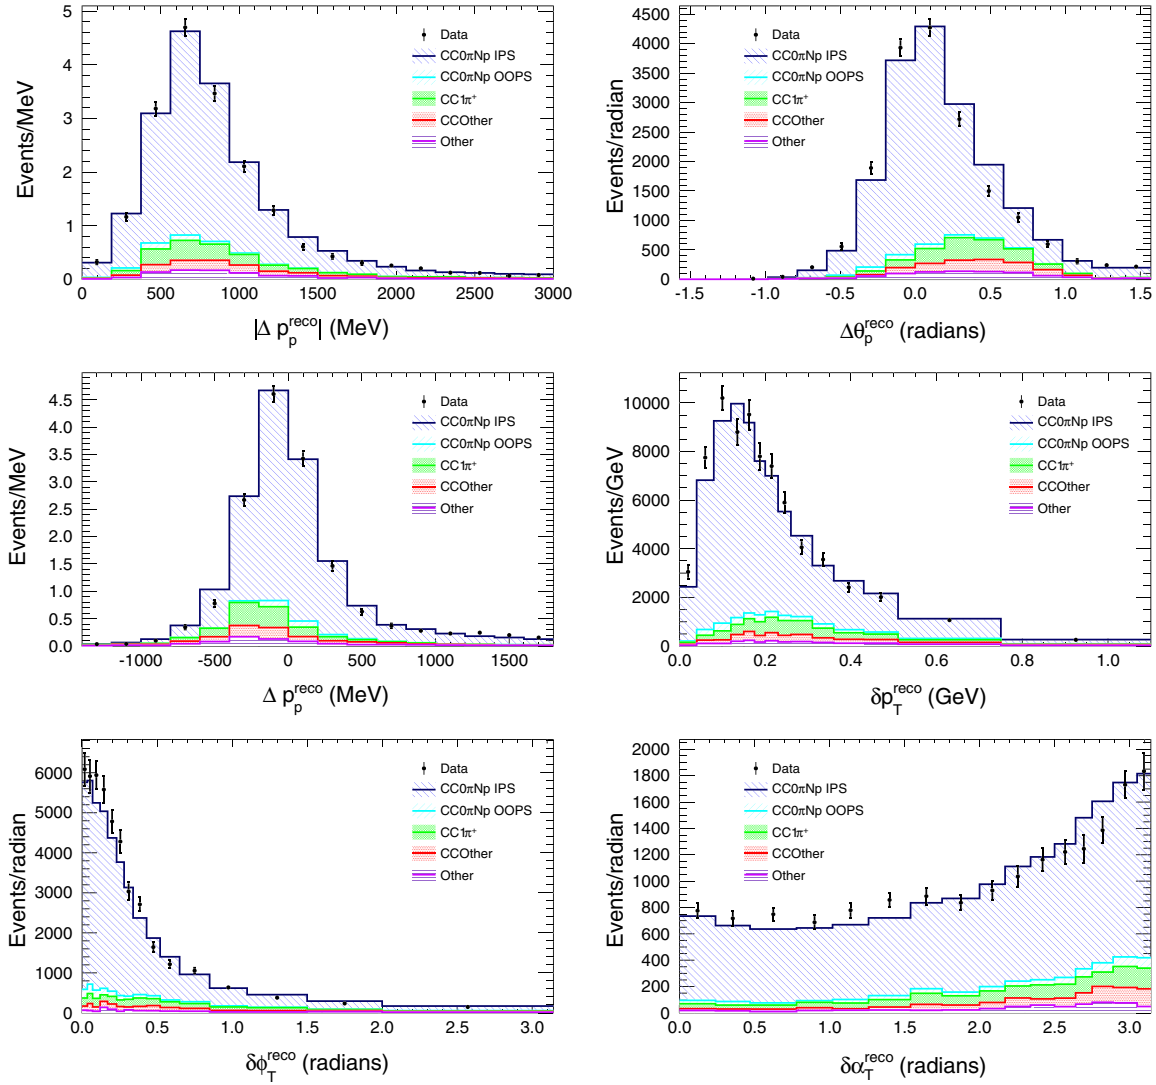 5
4
3
2
1
0
0 500 1000 1500 2000 2500 3000
Events/MeV
|Δ p_p^reco| (MeV)
Data
CC0πNp IPS
CC0πNp OOPS
CC1π⁺
CCOther
Other
4500
4000
3500
3000
2500
2000
1500
1000
500
0
-1.5 -1.0 -0.5 0.0 0.5 1.0 1.5
Events/radian
Δθ_p^reco (radians)
Data
CC0πNp IPS
CC0πNp OOPS
CC1π⁺
CCOther
Other
4.5
4.0
3.5
3.0
2.5
2.0
1.5
1.0
0.5
0.0
-1000 -500 0 500 1000 1500
Events/MeV
Δ p_p^reco (MeV)
Data
CC0πNp IPS
CC0πNp OOPS
CC1π⁺
CCOther
Other
10000
8000
6000
4000
2000
0
0.0 0.2 0.4 0.6 0.8 1.0
Events/GeV
δp_T^reco (GeV)
Data
CC0πNp IPS
CC0πNp OOPS
CC1π⁺
CCOther
Other
6000
5000
4000
3000
2000
1000
0
0.0 0.5 1.0 1.5 2.0 2.5 3.0
Events/radian
δϕ_T^reco (radians)
Data
CC0πNp IPS
CC0πNp OOPS
CC1π⁺
CCOther
Other
2000
1800
1600
1400
1200
1000
800
600
400
200
0
0.0 0.5 1.0 1.5 2.0 2.5 3.0
Events/radian
δα_T^reco (radians)
Data
CC0πNp IPS
CC0πNp OOPS
CC1π⁺
CCOther
Other